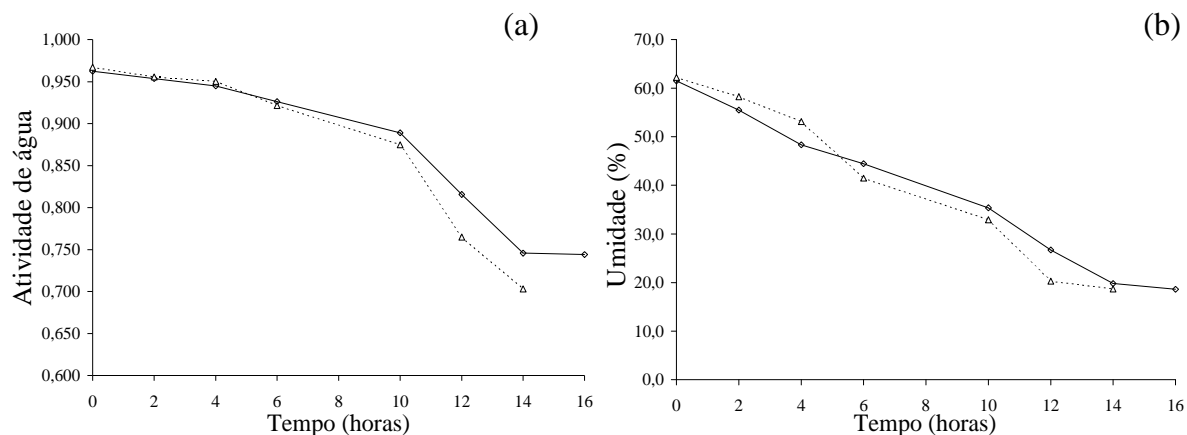 (a)
1,000
0,950
0,900
0,850
0,800
0,750
0,700
0,650
0,600
Atividade de água
0 2 4 6 8 10 12 14 16
Tempo (horas)
(b)
70,0
60,0
50,0
40,0
30,0
20,0
10,0
0,0
Umidade (%)
0 2 4 6 8 10 12 14 16
Tempo (horas)